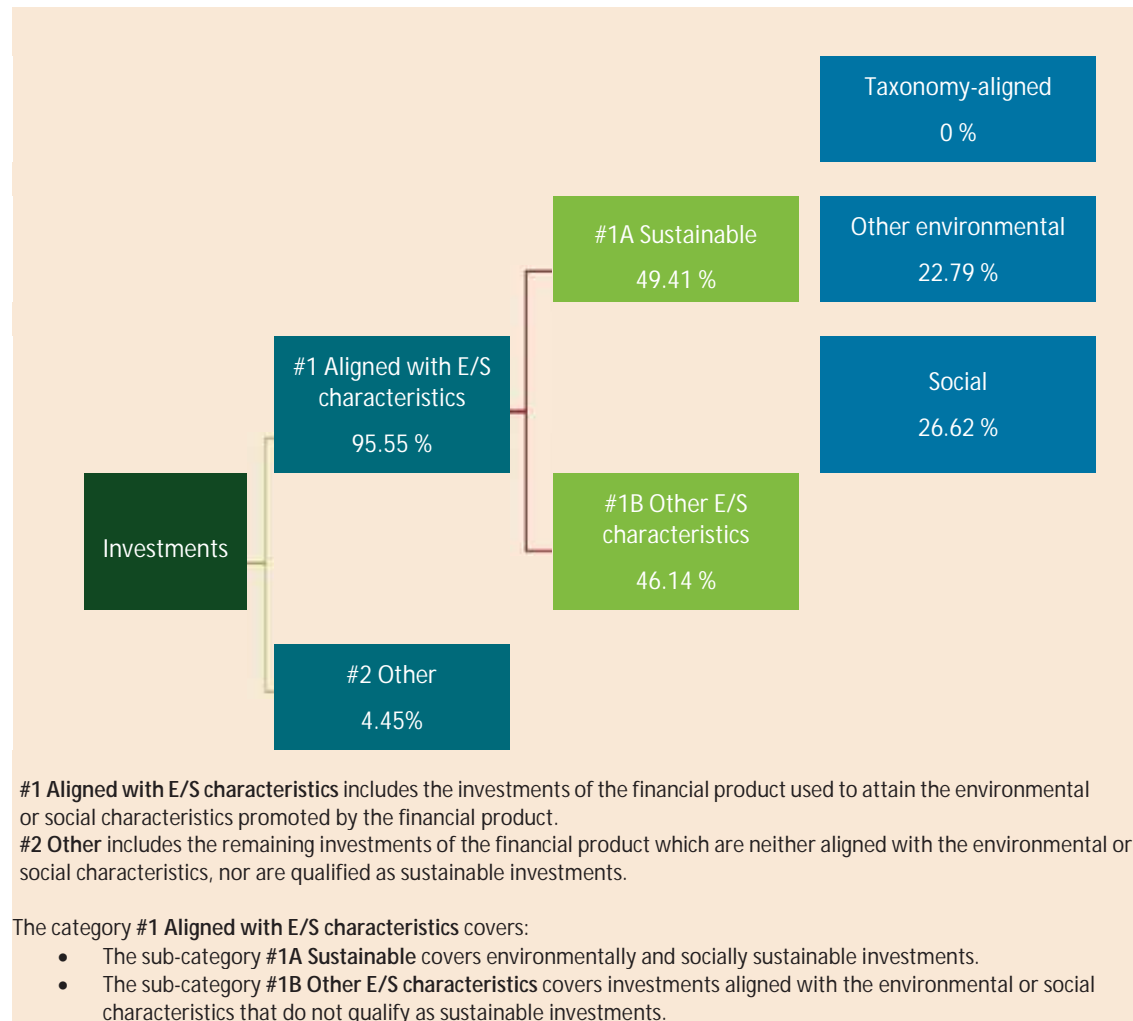 Taxonomy-aligned
0 %
#1A Sustainable
49.41 %
Other environmental
22.79 %
#1 Aligned with E/S
characteristics
95.55 %
Social
26.62 %
Investments
#1B Other E/S
characteristics
46.14 %
#2 Other
4.45%
#1 Aligned with E/S characteristics includes the investments of the financial product used to attain the environmental
or social characteristics promoted by the financial product.
#2 Other includes the remaining investments of the financial product which are neither aligned with the environmental or
social characteristics, nor are qualified as sustainable investments.
The category #1 Aligned with E/S characteristics covers:
• The sub-category #1A Sustainable covers environmentally and socially sustainable investments.
• The sub-category #1B Other E/S characteristics covers investments aligned with the environmental or social
characteristics that do not qualify as sustainable investments.